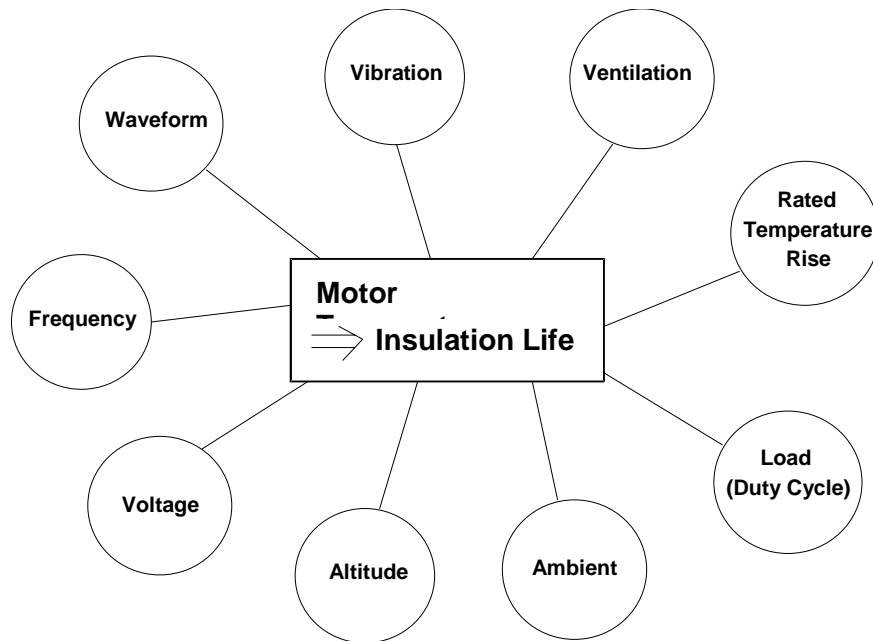 Vibration
Ventilation
Waveform
Rated
Temperature
Rise
Frequency
Motor
Insulation Life
Load
(Duty Cycle)
Voltage
Altitude
Ambient